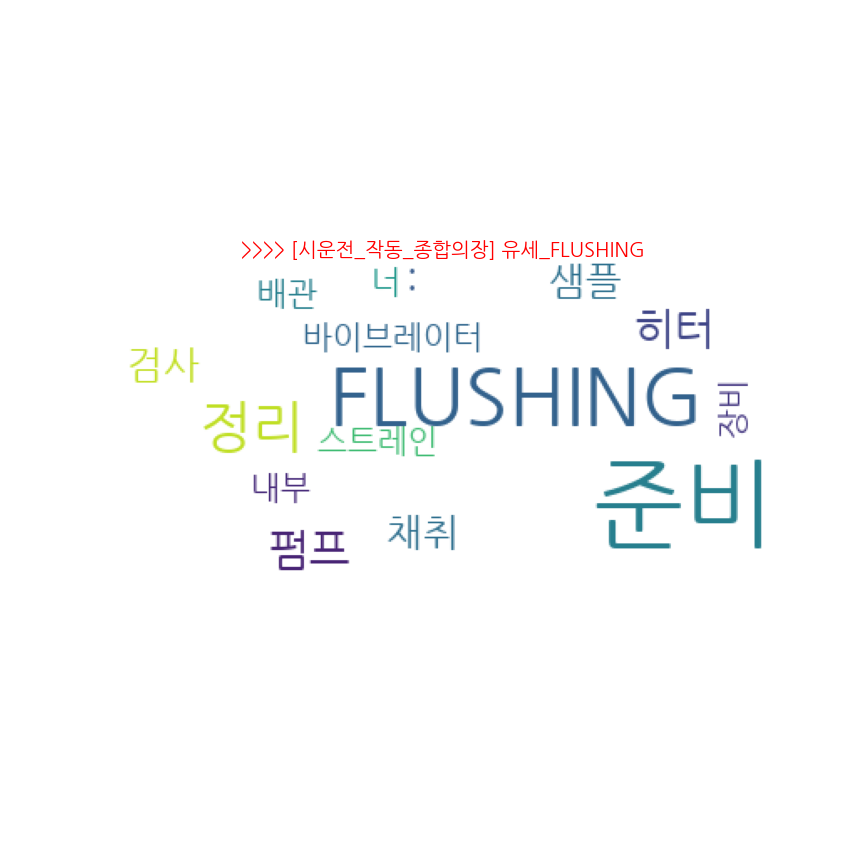 >>>> [시운전_작동_종합의장] 유세_FLUSHING
배관
너 :
샘플
바이브레이터
히터
검사
FLUSHING
장비
정리
스트레인
내부
준비
펌프
채취